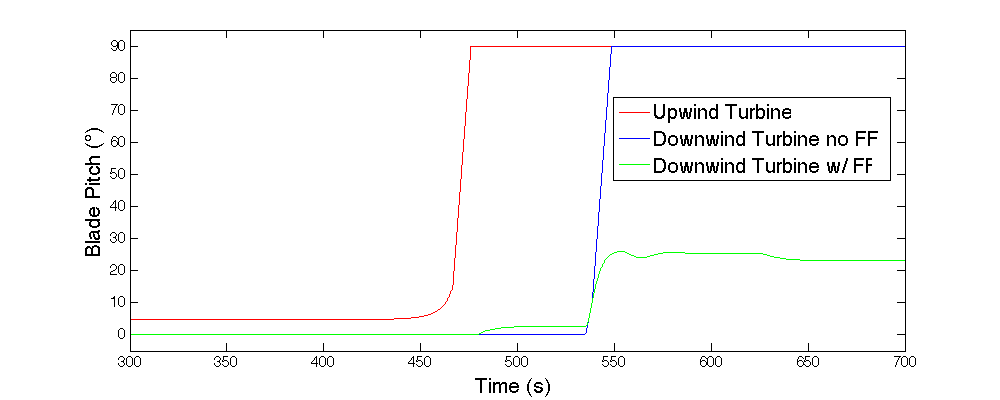 90
80
70
60
50
40
30
20
10
0
Blade Pitch (°)
Upwind Turbine
Downwind Turbine no FF
Downwind Turbine w/ FF
300 350 400 450 500 550 600 650 700
Time (s)